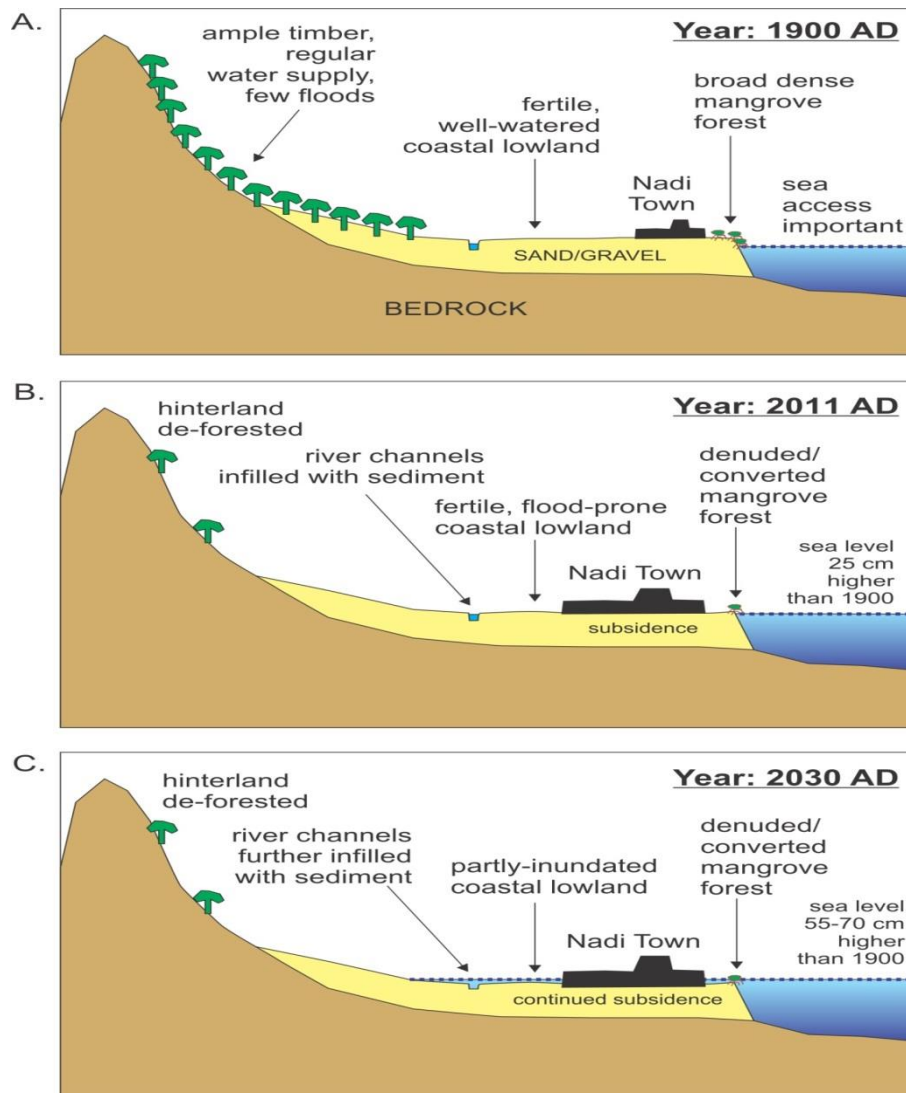 A.
Year: 1900 AD
ample timber,
regular
water supply,
few floods
fertile,
well-watered
coastal lowland
broad dense
mangrove
forest
Nadi
Town
sea
access
important
SAND/GRAVEL
BEDROCK
B.
Year: 2011 AD
hinterland
de-forested
river channels
infilled with sediment
fertile, flood-prone
coastal lowland
denuded/
converted
mangrove
forest
Nadi Town
sea level
25 cm
higher
than 1900
subsidence
C.
Year: 2030 AD
hinterland
de-forested
river channels
further infilled
with sediment
partly-inundated
coastal lowland
denuded/
converted
mangrove
forest
Nadi Town
sea level
55-70 cm
higher
than 1900
continued subsidence